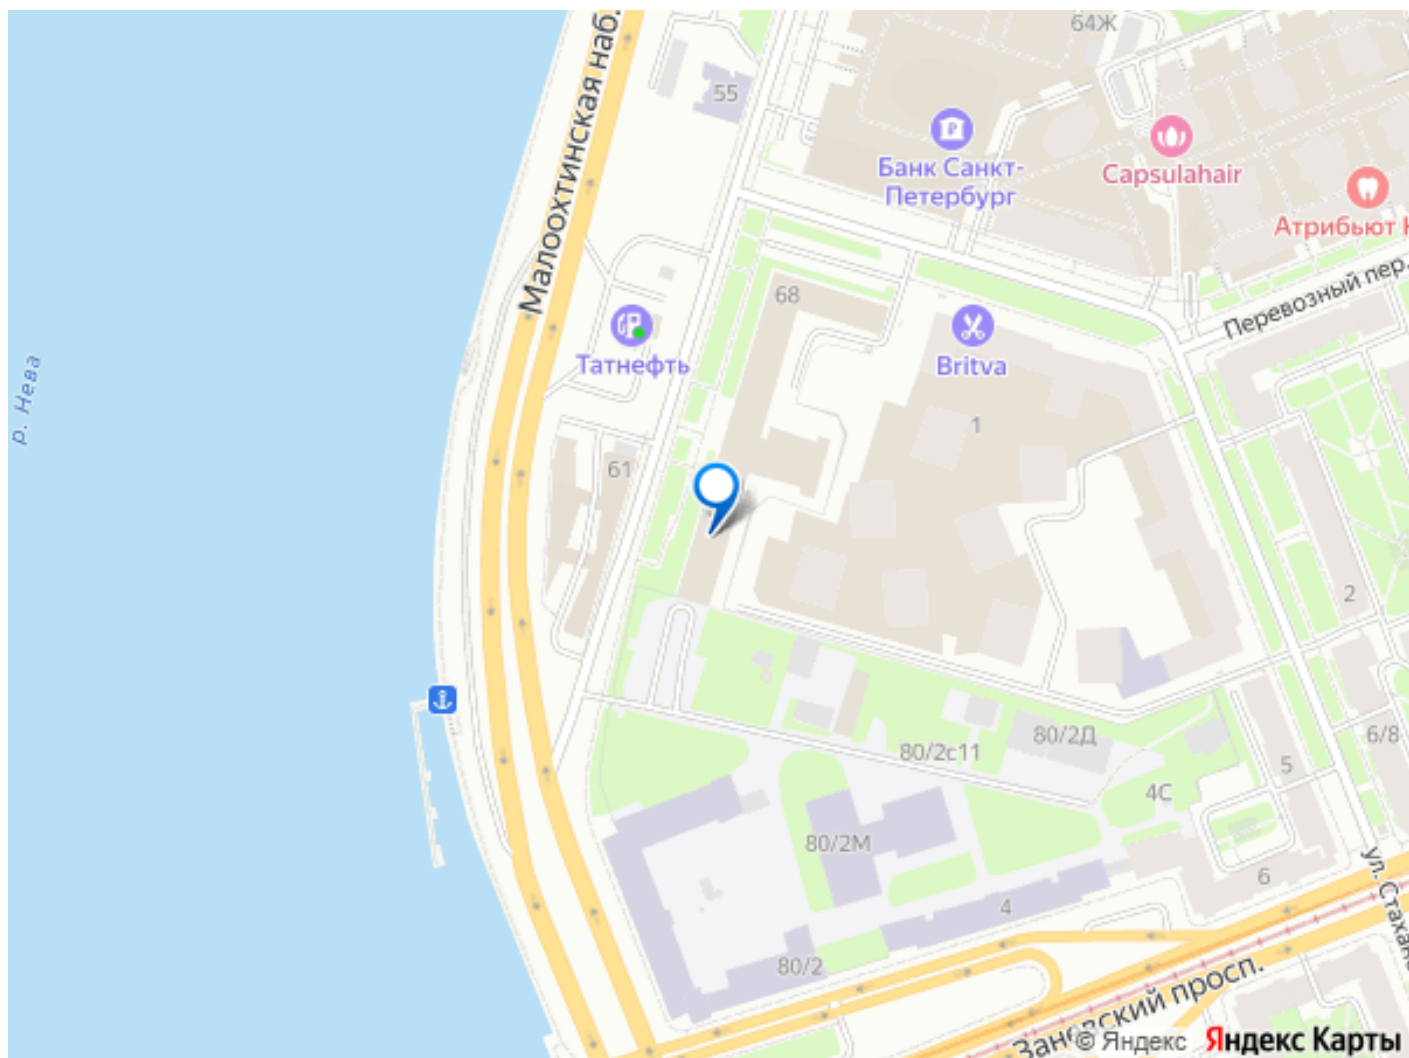 64Ж
Малоохтинская наб.
55
Банк Санкт-
Петербург
Capsulahair
Атрибьют
Перевозный пер.
68
Татнефть
Britva
р. Нева
1
61
2
80/2с11
80/2Д
6/8
5
4С
80/2М
6
4
80/2
ул. Стахано
Заневский просп.
© Яндекс
Яндекс Карты